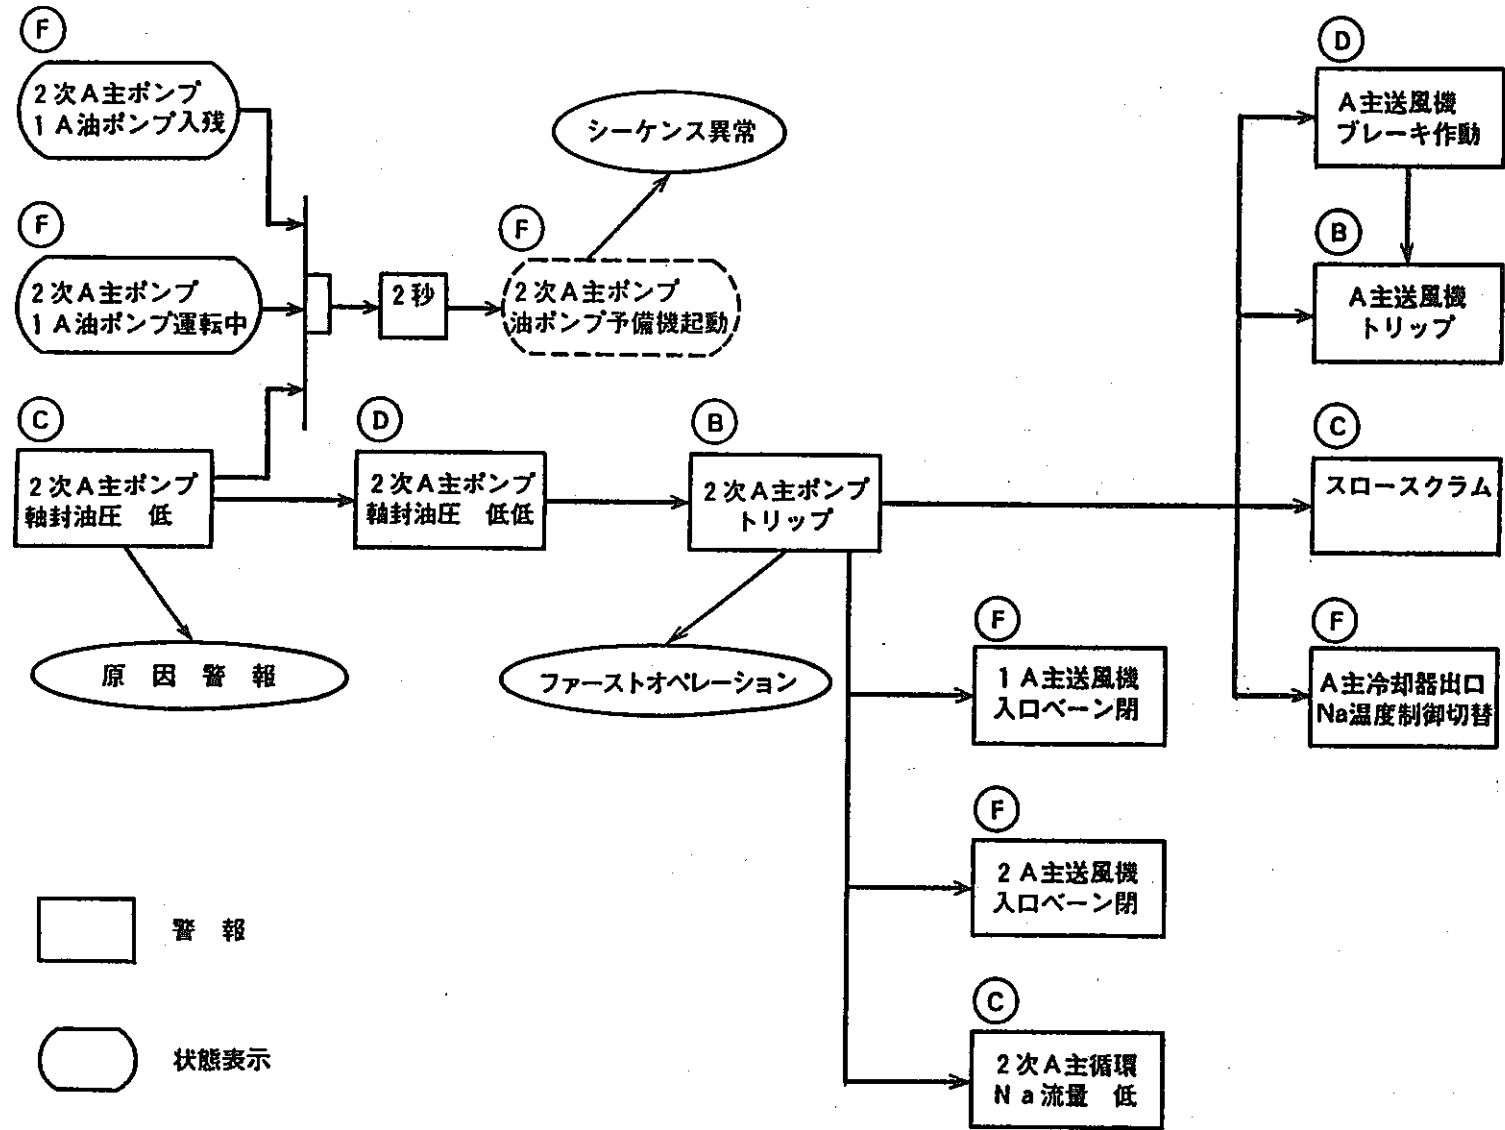 F
2次A主ポンプ
1A油ポンプ入残
F
2次A主ポンプ
1A油ポンプ運転中
C
2次A主ポンプ
軸封油圧 低
原因警報
2秒
シーケンス異常
F
2次A主ポンプ
油ポンプ予備機起動
D
2次A主ポンプ
軸封油圧 低低
B
2次A主ポンプ
トリップ
ファーストオペレーション
F
1A主送風機
入口ベーン閉
F
2A主送風機
入口ベーン閉
C
2次A主循環
Na流量 低
D
A主送風機
ブレーキ作動
B
A主送風機
トリップ
C
スロースクラム
F
A主冷却器出口
Na温度制御切替
警報
状態表示